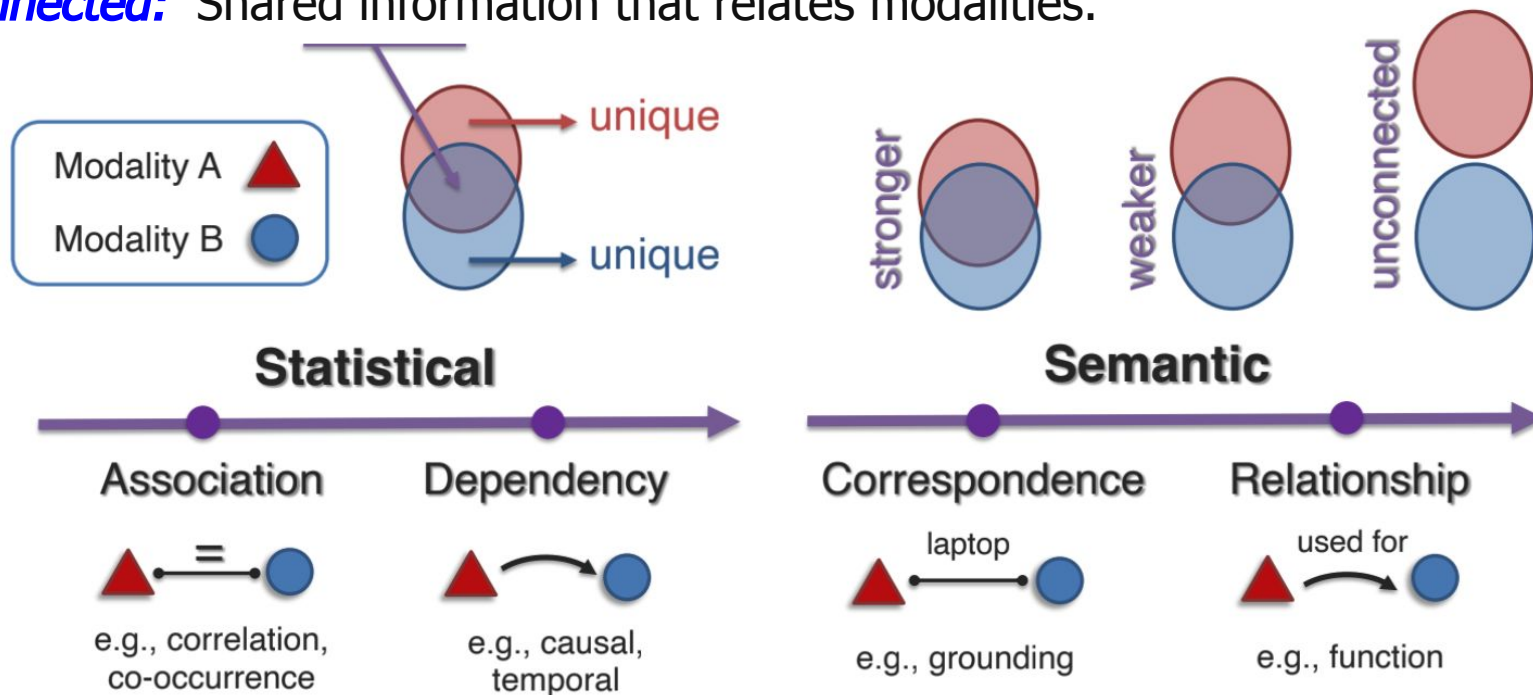 nnected: Shared information that relates modalities.
Modality A
Modality B
unique
unique
stronger
weaker
unconnected
Statistical
Semantic
Association
Dependency
Correspondence
Relationship
=
laptop
used for
e.g., correlation,
co-occurrence
e.g., causal,
temporal
e.g., grounding
e.g., function